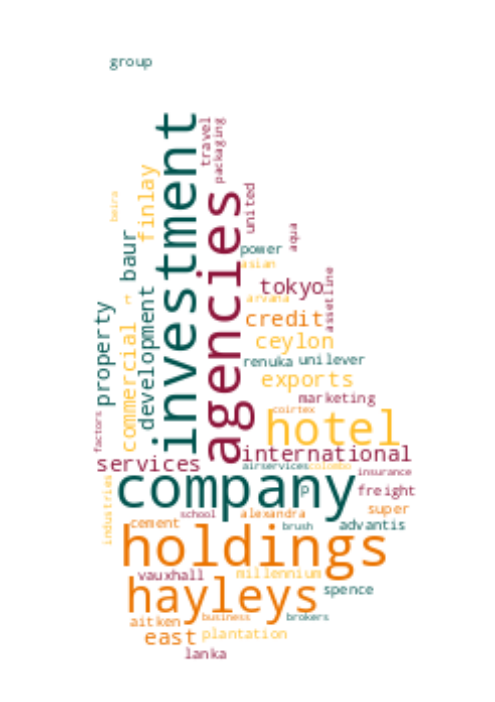 group
investment
agencies
travel
packaging
beira
finlay
united
aqua
baur
power
asian
tokyo
assetline
arvana
rt
property
development
commercial
credit
ceylon
renuka
unilever
exports
marketing
coirtex
hotel
factors
international
services
airservices
colombo
insurance
company
p
freight
industries
super
school
alexandra
cement
brush
advantis
holdings
vauxhall
millennium
spence
hayleys
aitken
business
brokers
east
plantation
lanka